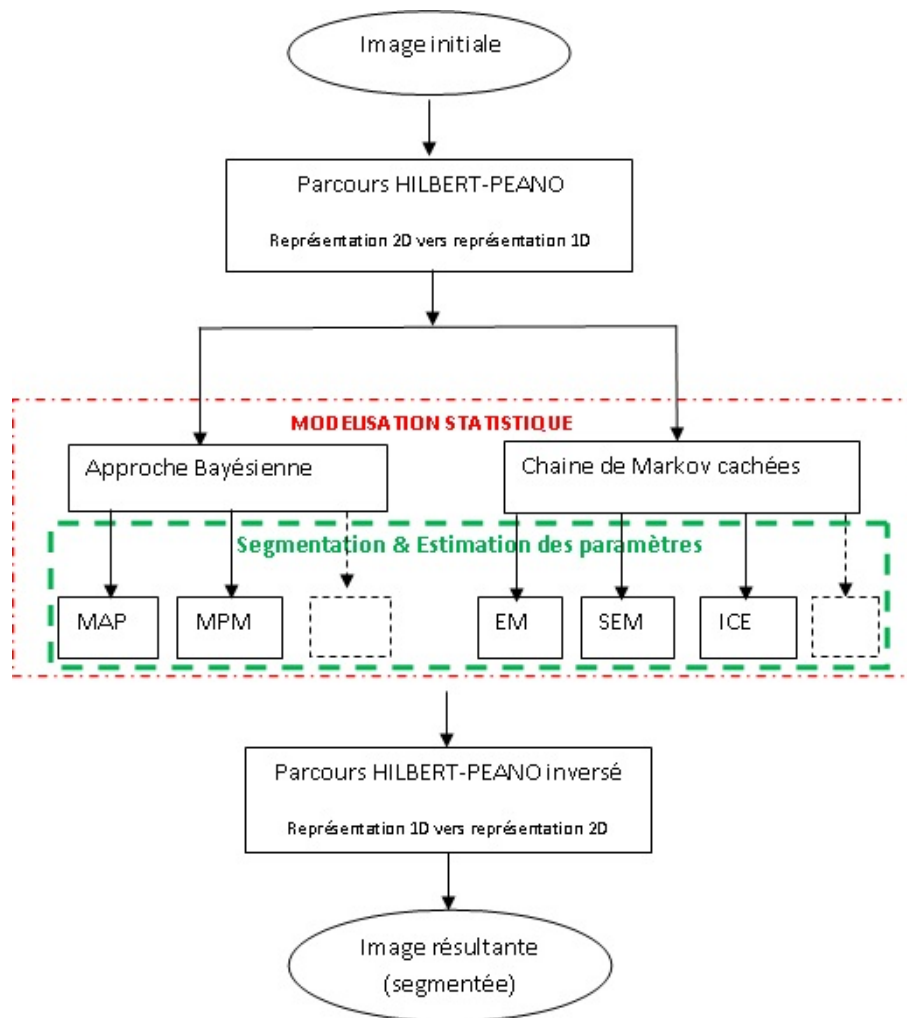 Image initiale
Parcours HILBERT-PEANO
Représentation 2D vers représentation 1D
MODELISATION STATISTIQUE
Approche Bayésienne
Chaine de Markov cachées
Segmentation & Estimation des paramètres
MAP
MPM
EM
SEM
ICE
Parcours HILBERT-PEANO inversé
Représentation 1D vers représentation 2D
Image résultante
(segmentée)